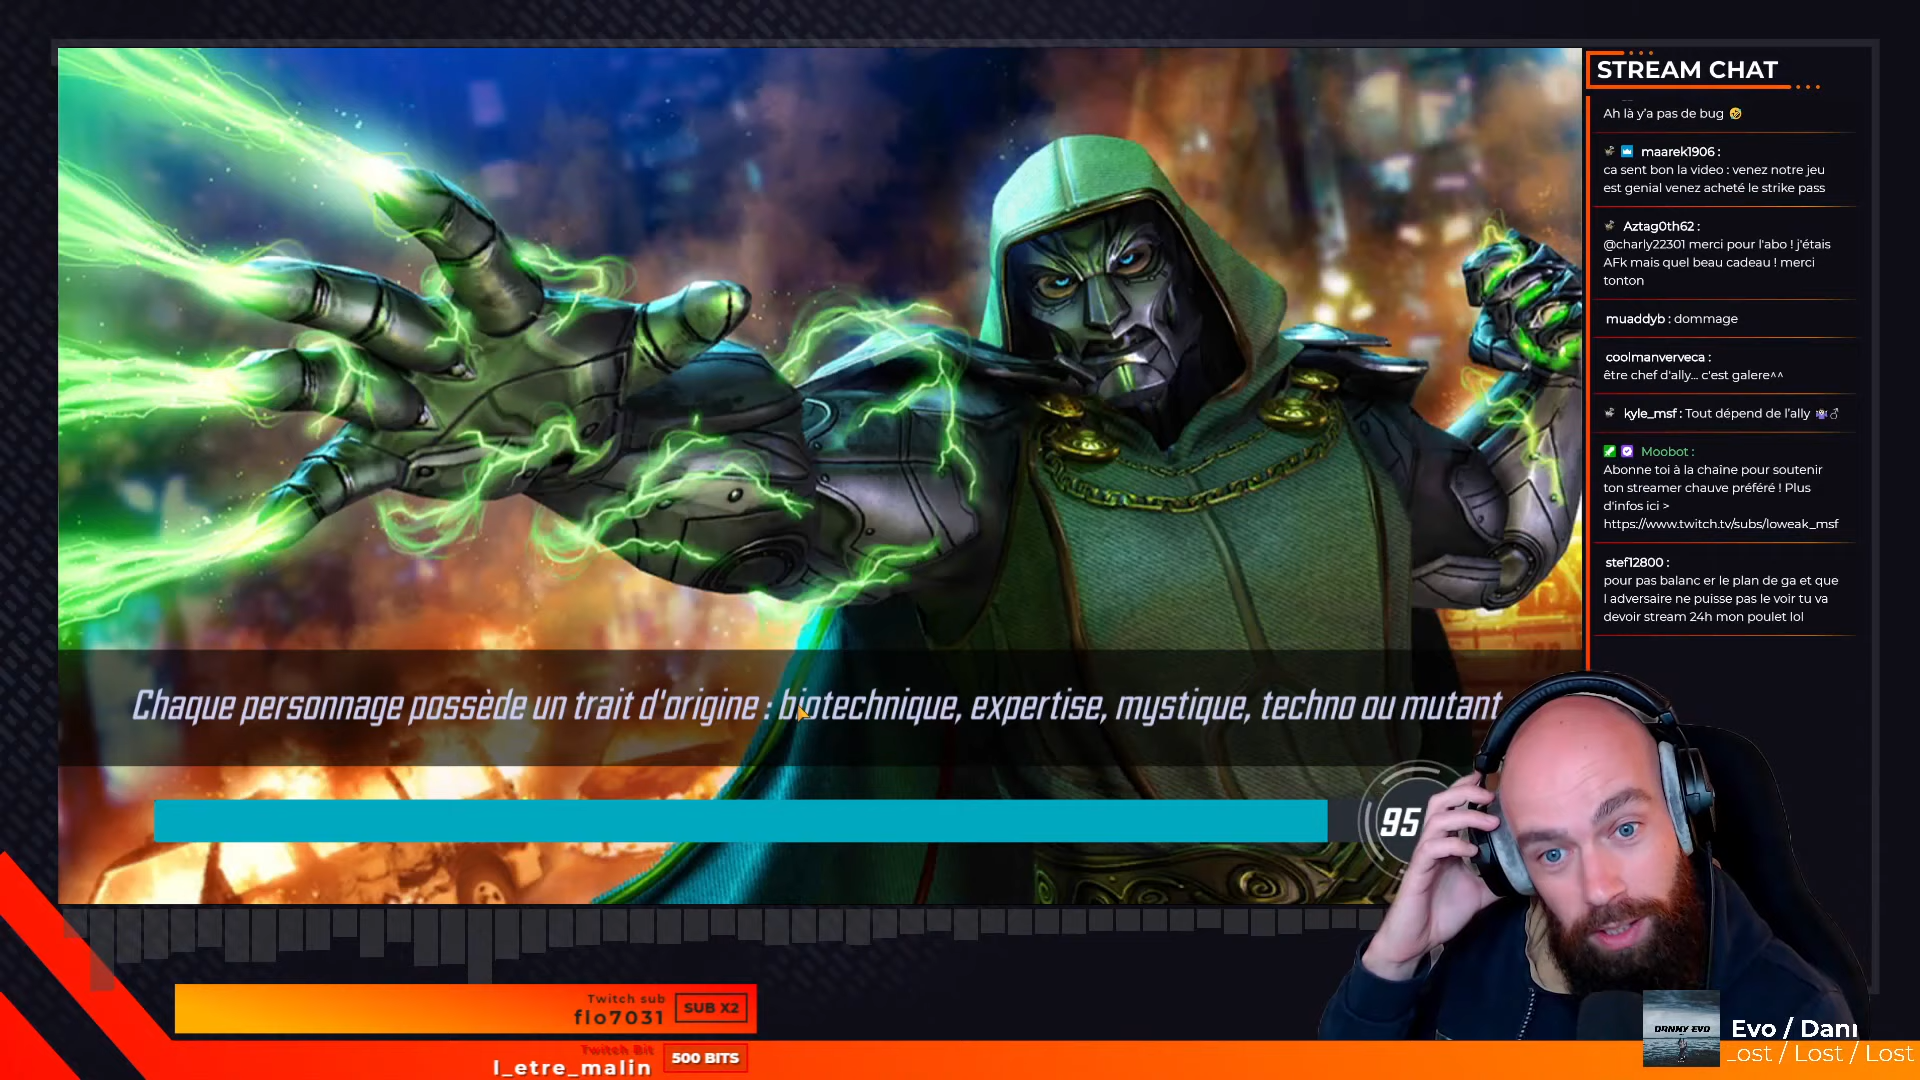 STREAM CHAT
Ah là y'a pas de bug
maarek1906 :
ca sent bon la video : venez notre jeu
est genial venez acheté le strike pass
Aztag0th62 :
@charly22301 merci pour l'abo ! j'étais
AFk mais quel beau cadeau ! merci
tonton
muaddyb : dommage
coolmanverveca :
être chef d'ally... c'est galere^^
kyle_msf : Tout dépend de l'ally
Moobot :
Abonne toi à la chaîne pour soutenir
ton streamer chauve préféré ! Plus
d'infos ici >
https://www.twitch.tv/subs/loweak_msf
stef12800 :
pour pas balanc er le plan de ga et que
l adversaire ne puisse pas le voir tu va
devoir stream 24h mon poulet lol
Chaque personnage possède un trait d'origine : biotechnique, expertise, mystique, techno ou mutant
95
Twitch sub
flo7031
SUB X2
Twitch Bit
l_etre_malin
500 BITS
DANNY EVO
Evo / Dani
Lost / Lost / Lost